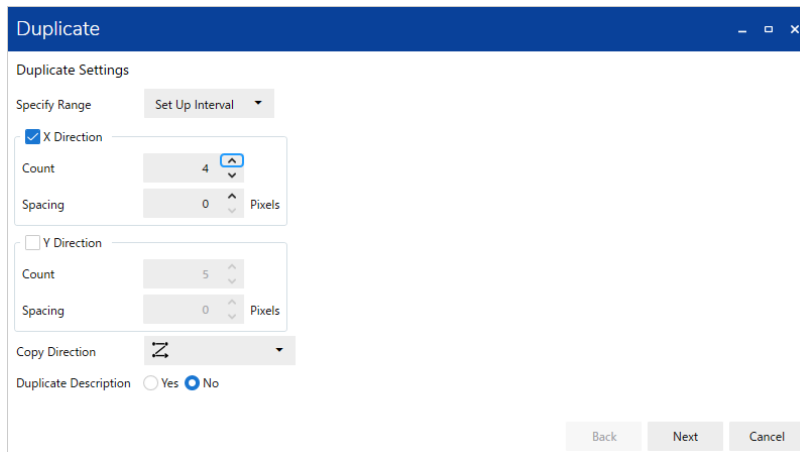 Duplicate
Duplicate Settings
Specify Range Set Up Interval
X Direction
Count 4
Spacing 0 Pixels
Y Direction
Count 5
Spacing 0 Pixels
Copy Direction
Duplicate Description Yes No
Back Next Cancel